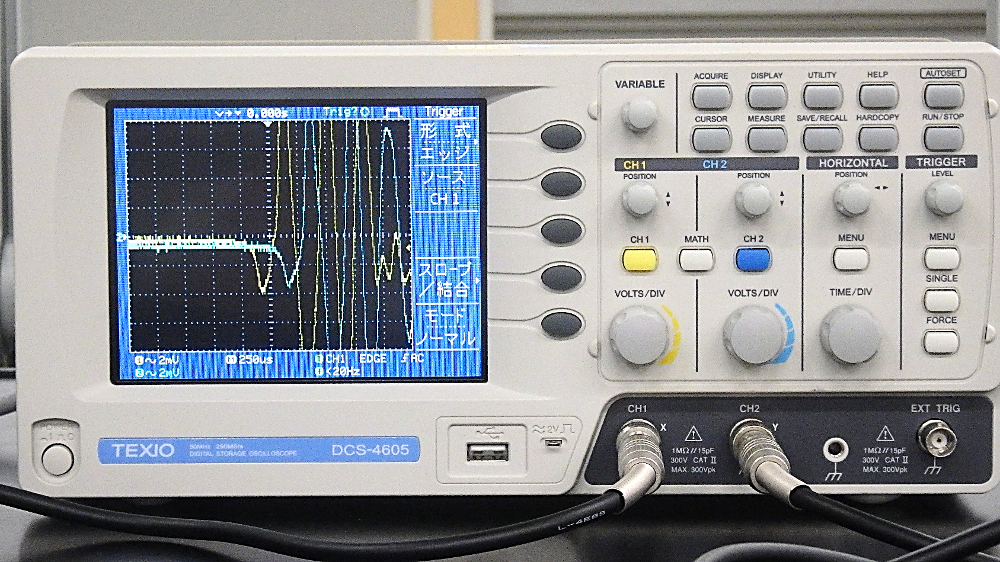 0.000s Trig? Trigger
形 式
エッジ
ソース
CH1
スロープ
/結合
モード
ノーマル
1 2mV M 250us 1 CH1 EDGE AC
2 2mV <20Hz
VARIABLE
ACQUIRE DISPLAY UTILITY HELP AUTOSET
CURSOR MEASURE SAVE/RECALL HARDCOPY RUN/STOP
CH 1 CH 2 HORIZONTAL TRIGGER
POSITION POSITION POSITION LEVEL
CH 1 MATH CH 2 MENU MENU
SINGLE
VOLTS/DIV VOLTS/DIV TIME/DIV
FORCE
POWER
TEXIO
60MHz 250MS/s
DIGITAL STORAGE OSCILLOSCOPE
DCS-4605
≈2V
CH1 CH2 EXT TRIG
X Y
1MΩ//15pF
300V CAT Ⅱ
MAX. 300Vpk
1MΩ//15pF
300V CAT Ⅱ
MAX. 300Vpk
L-4E6S